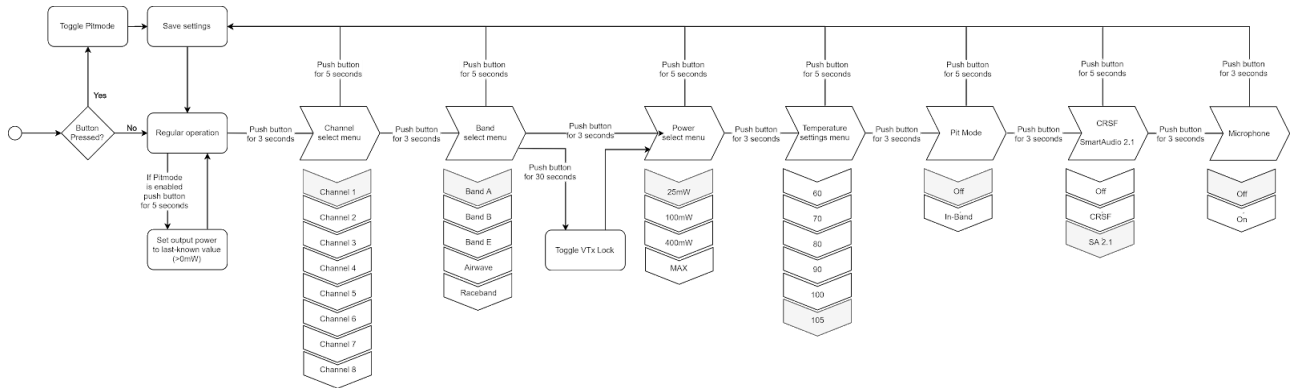 Toggle Pitmode
Save settings
Push button
for 5 seconds
Push button
for 5 seconds
Push button
for 5 seconds
Push button
for 5 seconds
Push button
for 5 seconds
Push button
for 5 seconds
Push button
for 3 seconds
Yes
No
Button
Pressed?
Regular operation
Push button
for 3 seconds
Channel
select menu
Push button
for 3 seconds
Band
select menu
Push button
for 3 seconds
Power
select menu
Push button
for 3 seconds
Temperature
settings menu
Push button
for 3 seconds
Pit Mode
Push button
for 3 seconds
CRSF
SmartAudio 2.1
Push button
for 3 seconds
Microphone
If Pitmode
is enabled
push button
for 5 seconds
Set output power
to last-known value
(>0mW)
Channel 1
Channel 2
Channel 3
Channel 4
Channel 5
Channel 6
Channel 7
Channel 8
Band A
Band B
Band E
Airwave
Raceband
Push button
for 30 seconds
Toggle VTx Lock
25mW
100mW
400mW
MAX
60
70
80
90
100
105
Off
In-Band
Off
CRSF
SA 2.1
Off
On